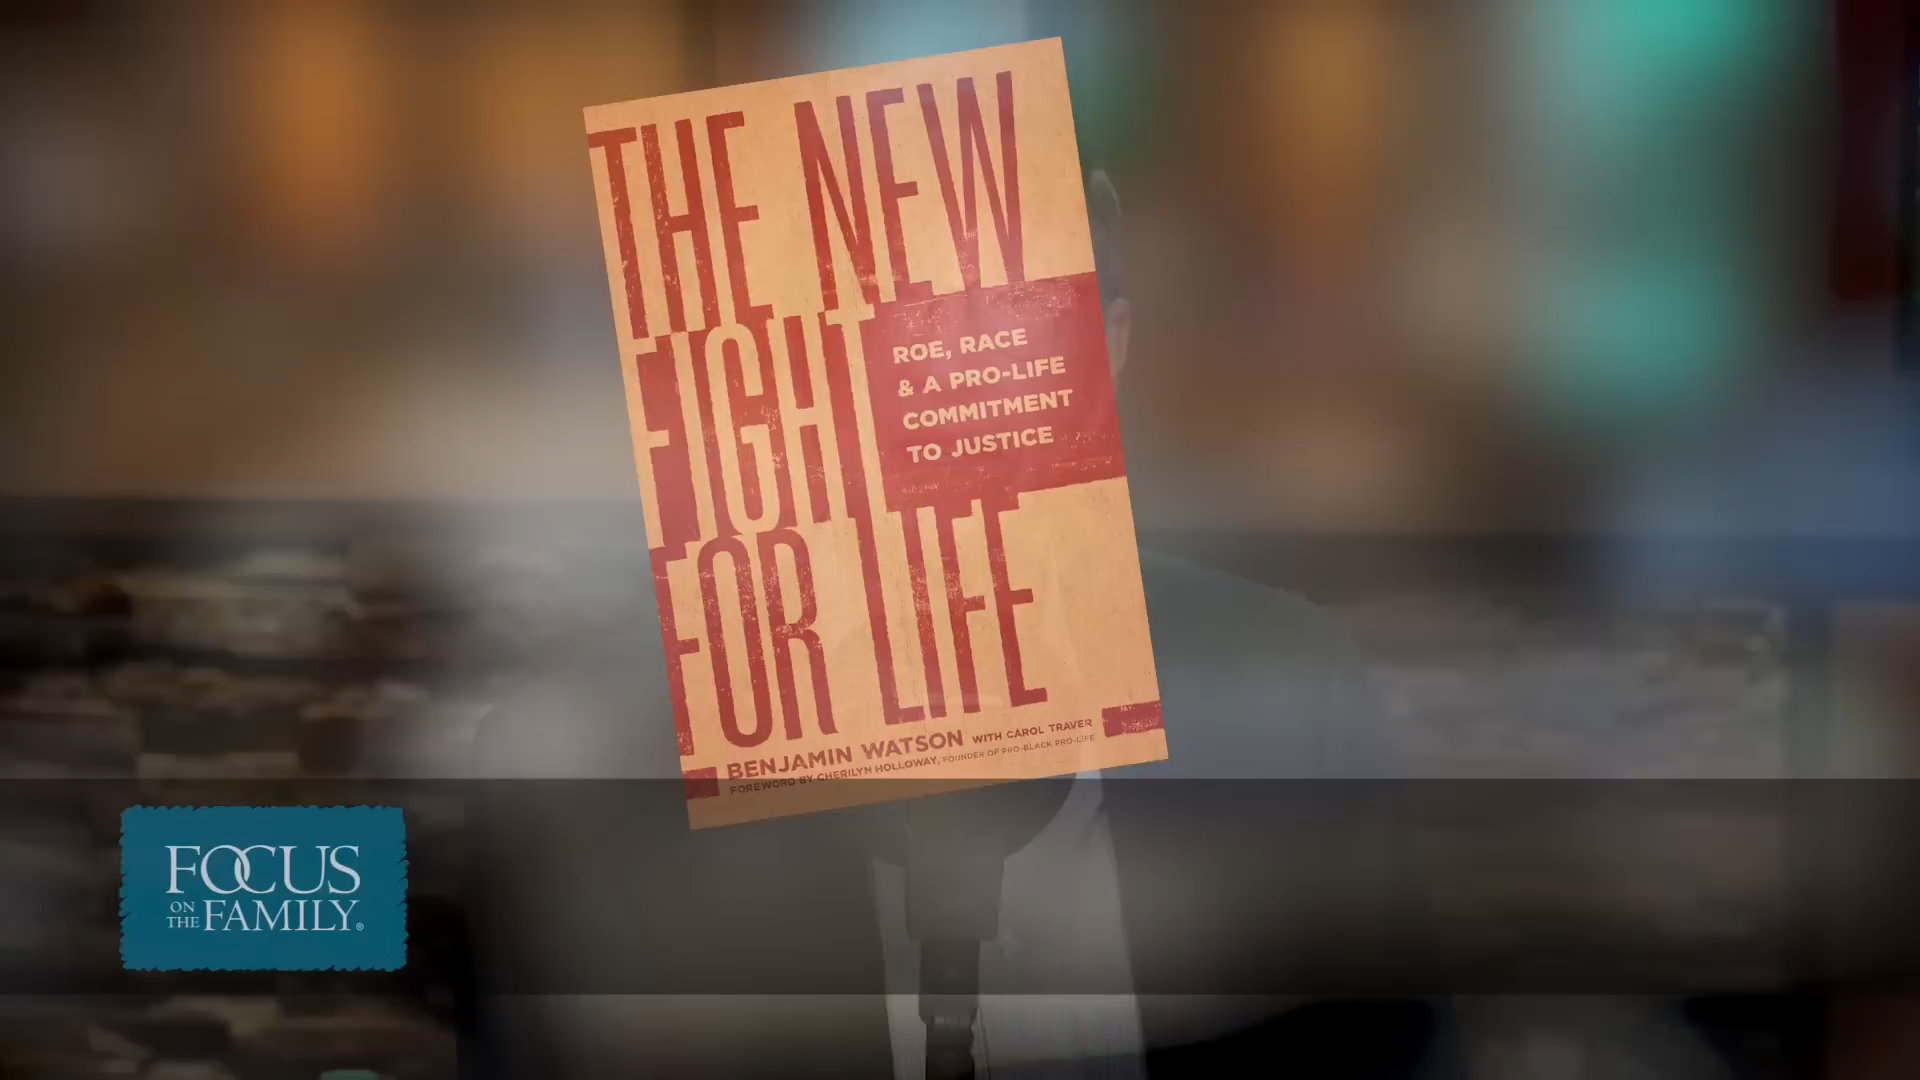 THE NEW
FIGHT
ROE, RACE
& A PRO-LIFE
COMMITMENT
TO JUSTICE
FOR LIFE
BENJAMIN WATSON WITH CAROL TRAVER
FOREWORD BY CHERILYN HOLLOWAY, FOUNDER OF PRO-BLACK PRO-LIFE
FOCUS
ON THE FAMILY®